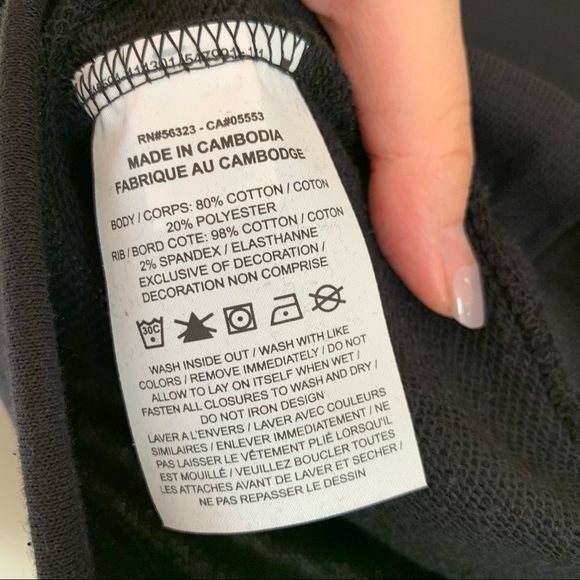 RN#56323 - CA#05553
MADE IN CAMBODIA
FABRIQUE AU CAMBODGE
BODY / CORPS: 80% COTTON / COTON
20% POLYESTER
RIB / BORD COTE: 98% COTTON / COTON
2% SPANDEX / ELASTHANNE
EXCLUSIVE OF DECORATION /
DECORATION NON COMPRISE
30C
WASH INSIDE OUT / WASH WITH LIKE
COLORS / REMOVE IMMEDIATELY / DO NOT
ALLOW TO LAY ON ITSELF WHEN WET /
FASTEN ALL CLOSURES TO WASH AND DRY /
DO NOT IRON DESIGN
LAVER A L'ENVERS / LAVER AVEC COULEURS
SIMILAIRES / ENLEVER IMMEDIATEMENT / NE
PAS LAISSER LE VÊTEMENT PLIÉ LORSQU'IL
EST MOUILLÉ / VEUILLEZ BOUCLER TOUTES
LES ATTACHES AVANT DE LAVER ET SECHER /
NE PAS REPASSER LE DESSIN